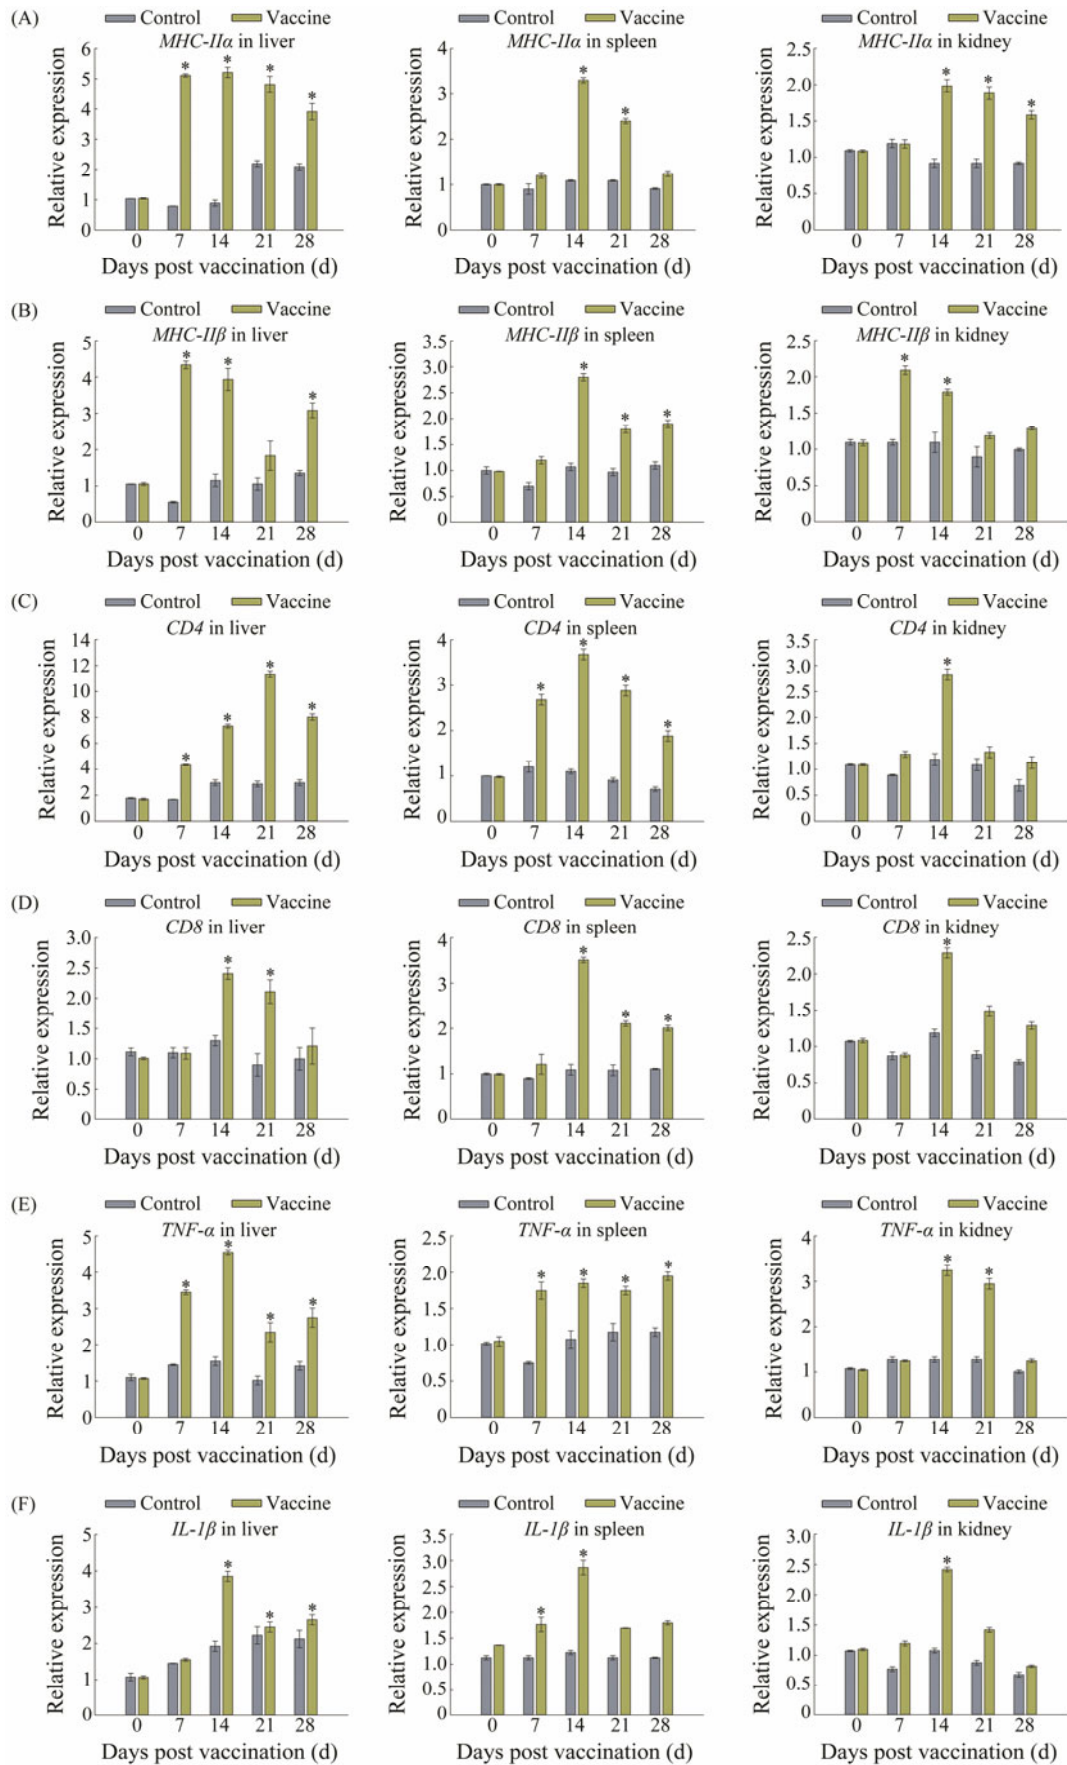 (A)
Control Vaccine
MHC-IIα in liver
Relative expression
6
5
4
3
2
1
0
0 7 14 21 28
Days post vaccination (d)
Control Vaccine
MHC-IIα in spleen
Relative expression
4
3
2
1
0
0 7 14 21 28
Days post vaccination (d)
Control Vaccine
MHC-IIα in kidney
Relative expression
2.5
2.0
1.5
1.0
0.5
0
0 7 14 21 28
Days post vaccination (d)
(B)
Control Vaccine
MHC-IIβ in liver
Relative expression
5
4
3
2
1
0
0 7 14 21 28
Days post vaccination (d)
Control Vaccine
MHC-IIβ in spleen
Relative expression
3.5
3.0
2.5
2.0
1.5
1.0
0.5
0
0 7 14 21 28
Days post vaccination (d)
Control Vaccine
MHC-IIβ in kidney
Relative expression
2.5
2.0
1.5
1.0
0.5
0
0 7 14 21 28
Days post vaccination (d)
(C)
Control Vaccine
CD4 in liver
Relative expression
14
12
10
8
6
4
2
0
0 7 14 21 28
Days post vaccination (d)
Control Vaccine
CD4 in spleen
Relative expression
4
3
2
1
0
0 7 14 21 28
Days post vaccination (d)
Control Vaccine
CD4 in kidney
Relative expression
3.5
3.0
2.5
2.0
1.5
1.0
0.5
0
0 7 14 21 28
Days post vaccination (d)
(D)
Control Vaccine
CD8 in liver
Relative expression
3.0
2.5
2.0
1.5
1.0
0.5
0
0 7 14 21 28
Days post vaccination (d)
Control Vaccine
CD8 in spleen
Relative expression
4
3
2
1
0
0 7 14 21 28
Days post vaccination (d)
Control Vaccine
CD8 in kidney
Relative expression
2.5
2.0
1.5
1.0
0.5
0
0 7 14 21 28
Days post vaccination (d)
(E)
Control Vaccine
TNF-α in liver
Relative expression
5
4
3
2
1
0
0 7 14 21 28
Days post vaccination (d)
Control Vaccine
TNF-α in spleen
Relative expression
2.5
2.0
1.5
1.0
0.5
0
0 7 14 21 28
Days post vaccination (d)
Control Vaccine
TNF-α in kidney
Relative expression
4
3
2
1
0
0 7 14 21 28
Days post vaccination (d)
(F)
Control Vaccine
IL-1β in liver
Relative expression
5
4
3
2
1
0
0 7 14 21 28
Days post vaccination (d)
Control Vaccine
IL-1β in spleen
Relative expression
3.5
3.0
2.5
2.0
1.5
1.0
0.5
0
0 7 14 21 28
Days post vaccination (d)
Control Vaccine
IL-1β in kidney
Relative expression
3.0
2.5
2.0
1.5
1.0
0.5
0
0 7 14 21 28
Days post vaccination (d)